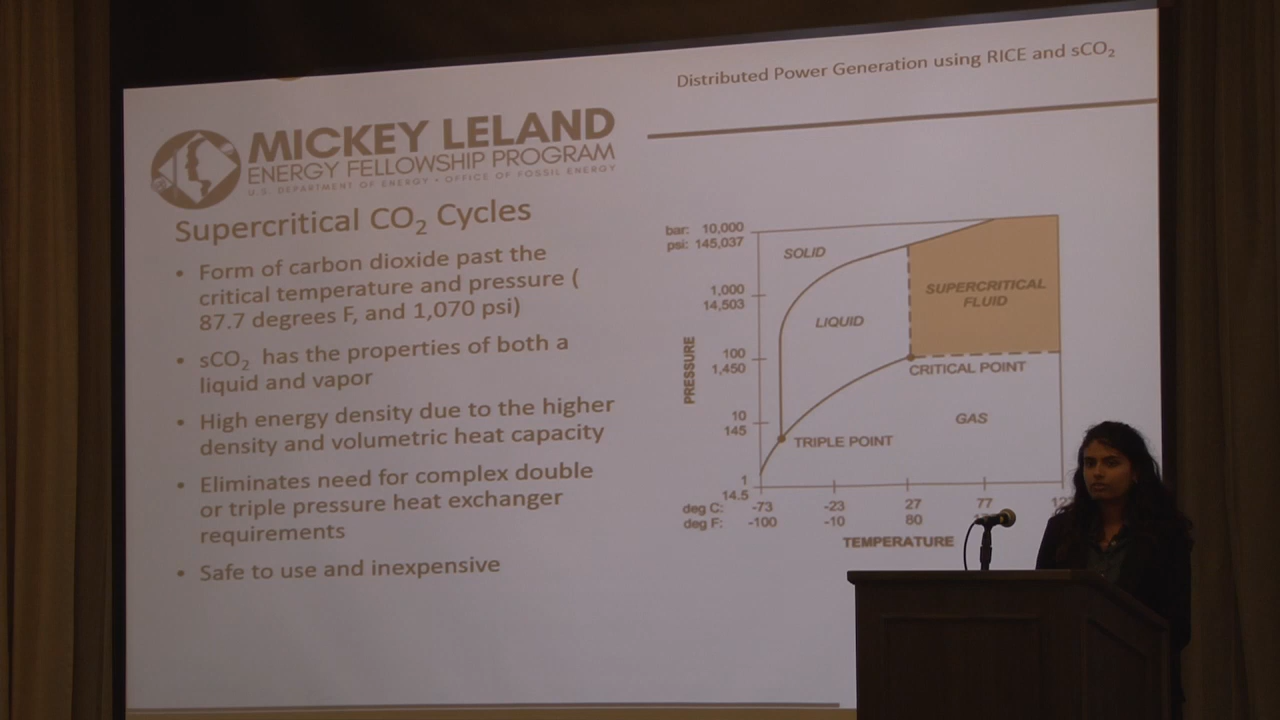 Distributed Power Generation using RICE and sCO₂
MICKEY LELAND
ENERGY FELLOWSHIP PROGRAM
U.S. DEPARTMENT OF ENERGY • OFFICE OF FOSSIL ENERGY
Supercritical CO₂ Cycles
• Form of carbon dioxide past the
critical temperature and pressure (
87.7 degrees F, and 1,070 psi)
• sCO₂ has the properties of both a
liquid and vapor
• High energy density due to the higher
density and volumetric heat capacity
• Eliminates need for complex double
or triple pressure heat exchanger
requirements
• Safe to use and inexpensive
bar: 10,000
psi: 145,037
1,000
14,503
100
1,450
10
145
1
14.5
PRESSURE
SOLID
LIQUID
SUPERCRITICAL
FLUID
CRITICAL POINT
GAS
TRIPLE POINT
deg C: -73 -23 27 77
deg F: -100 -10 80
TEMPERATURE